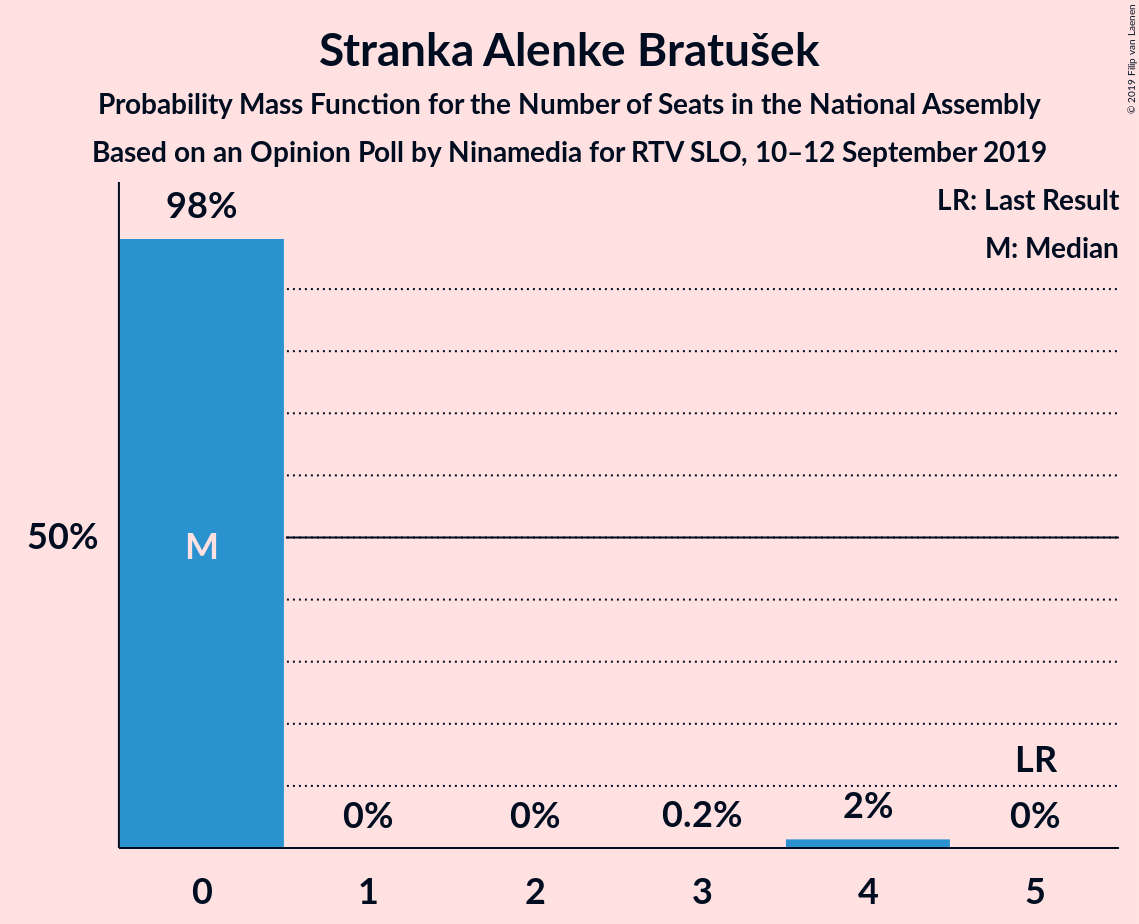 Stranka Alenke Bratušek
Probability Mass Function for the Number of Seats in the National Assembly
Based on an Opinion Poll by Ninamedia for RTV SLO, 10–12 September 2019
© 2019 Filip van Laenen
LR: Last Result
M: Median
98%
50%
M
LR
0%
0%
0.2%
2%
0%
0
1
2
3
4
5